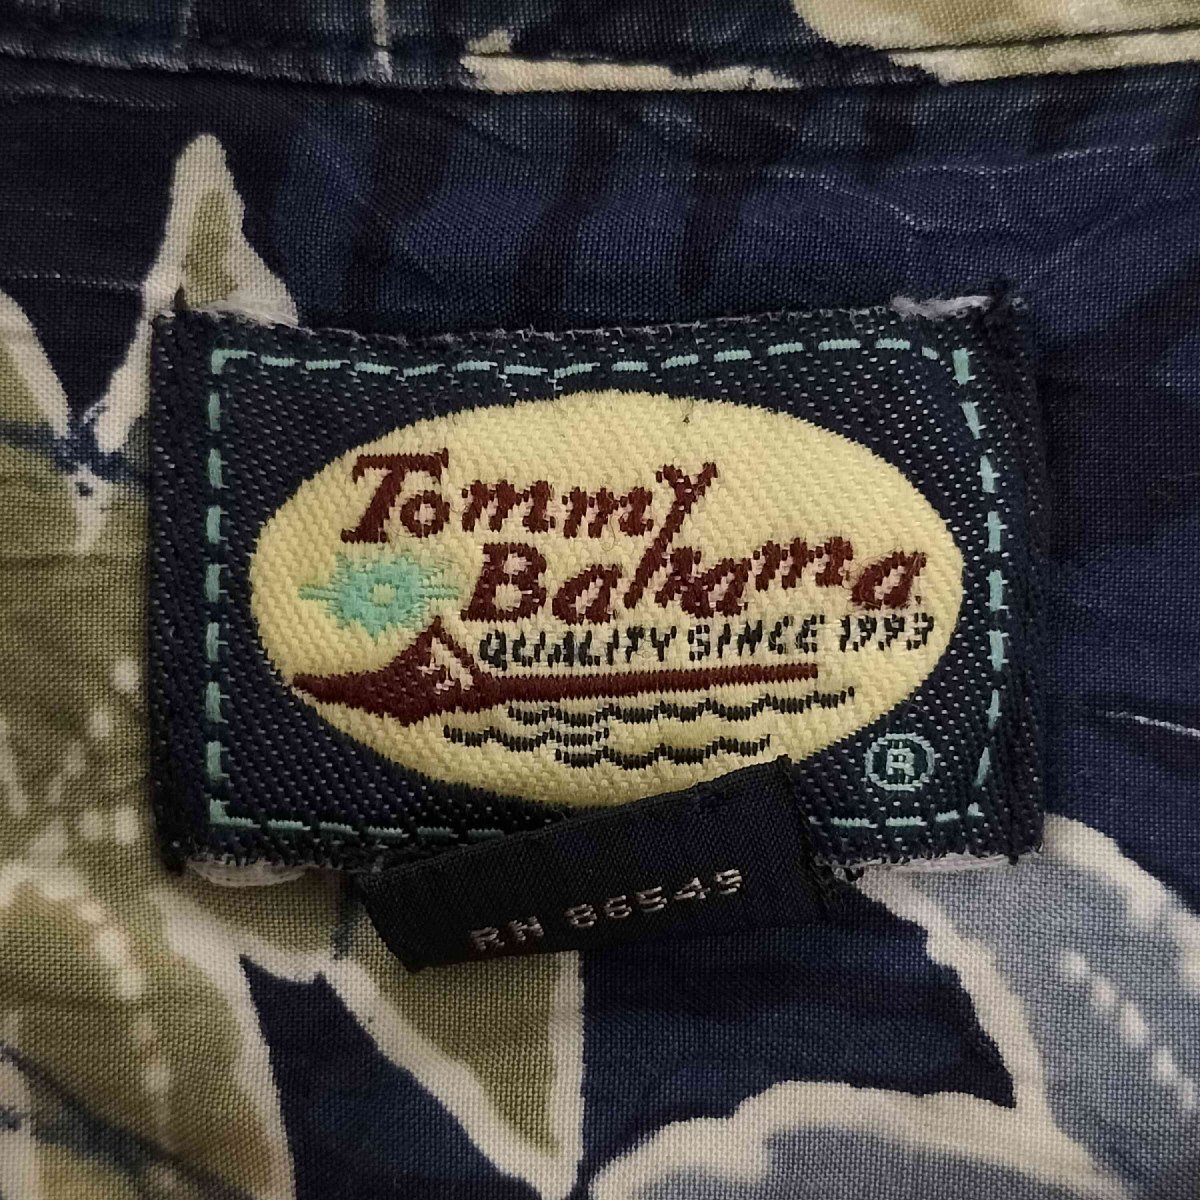 Tommy
Bahama
QUALITY SINCE 1993
®
RN 86549